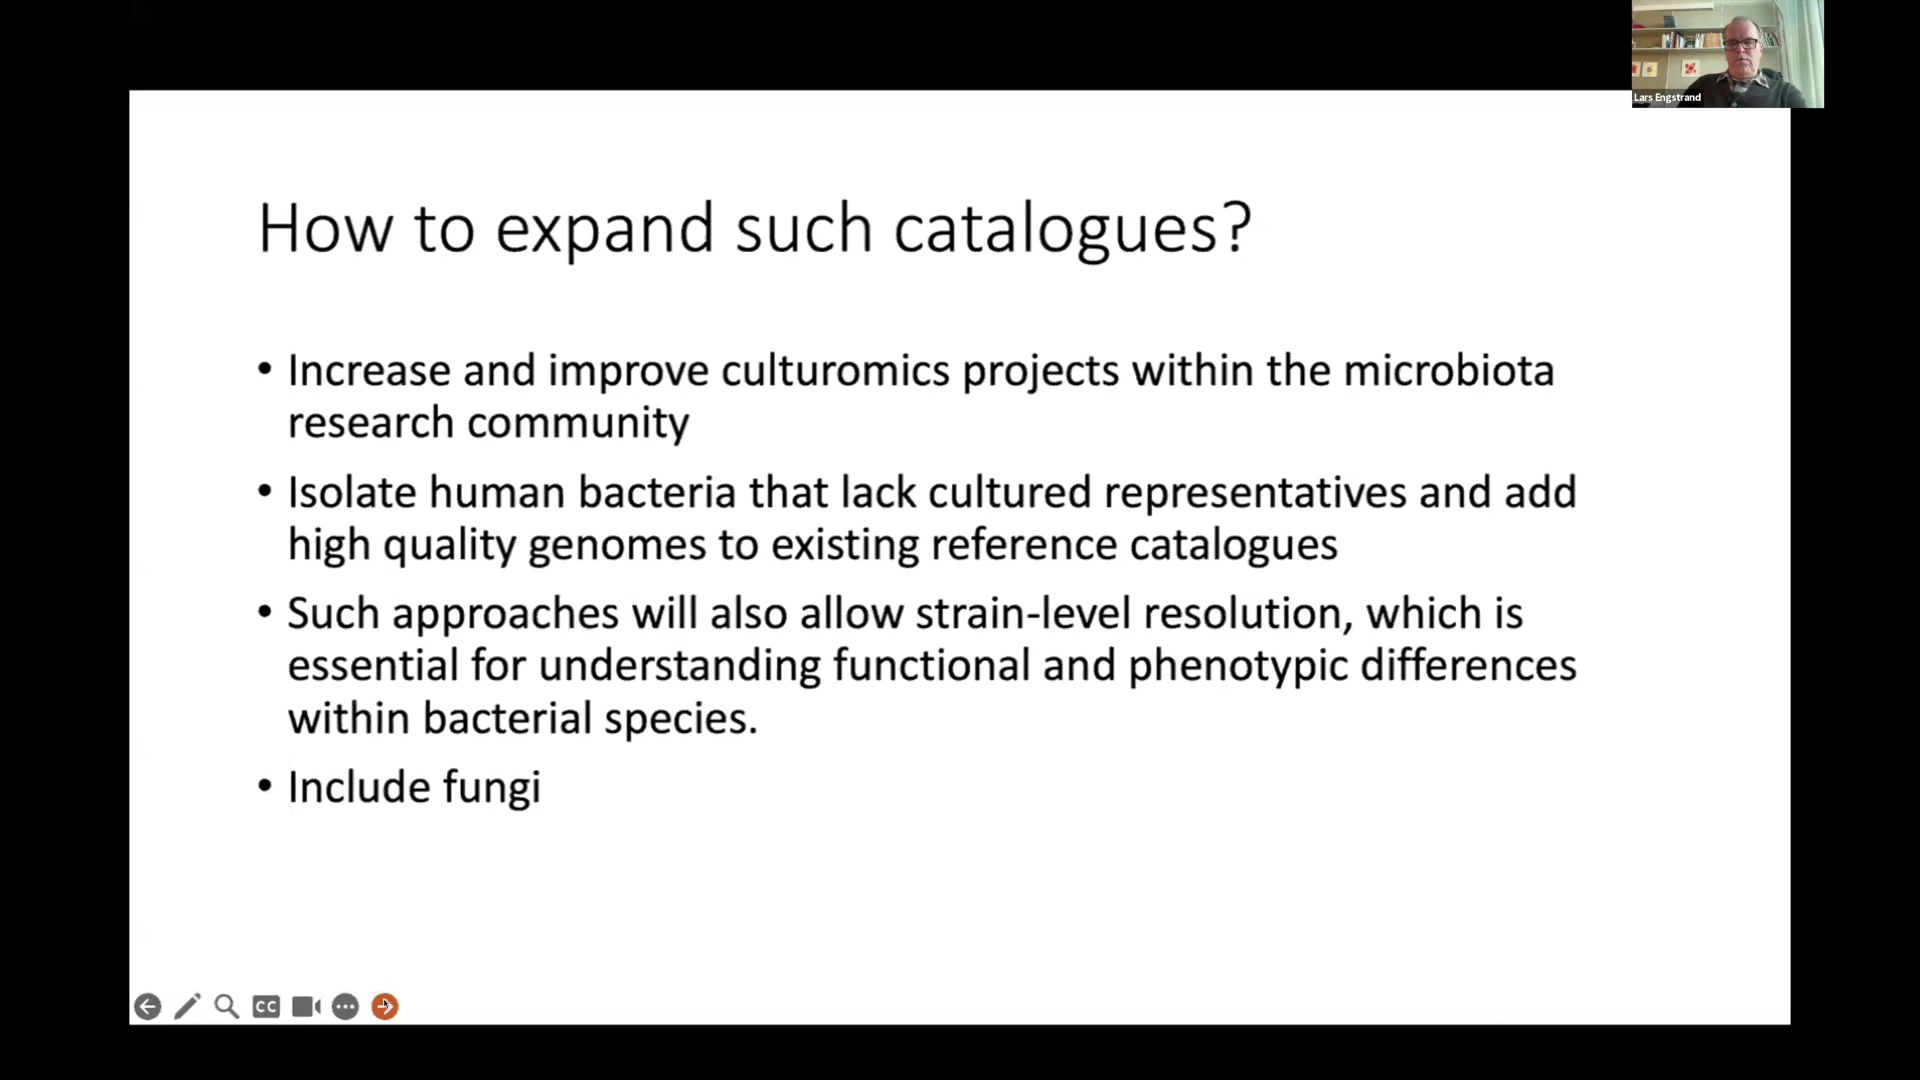 Lars Engstrand
How to expand such catalogues?
• Increase and improve culturomics projects within the microbiota
research community
• Isolate human bacteria that lack cultured representatives and add
high quality genomes to existing reference catalogues
• Such approaches will also allow strain-level resolution, which is
essential for understanding functional and phenotypic differences
within bacterial species.
• Include fungi
CC